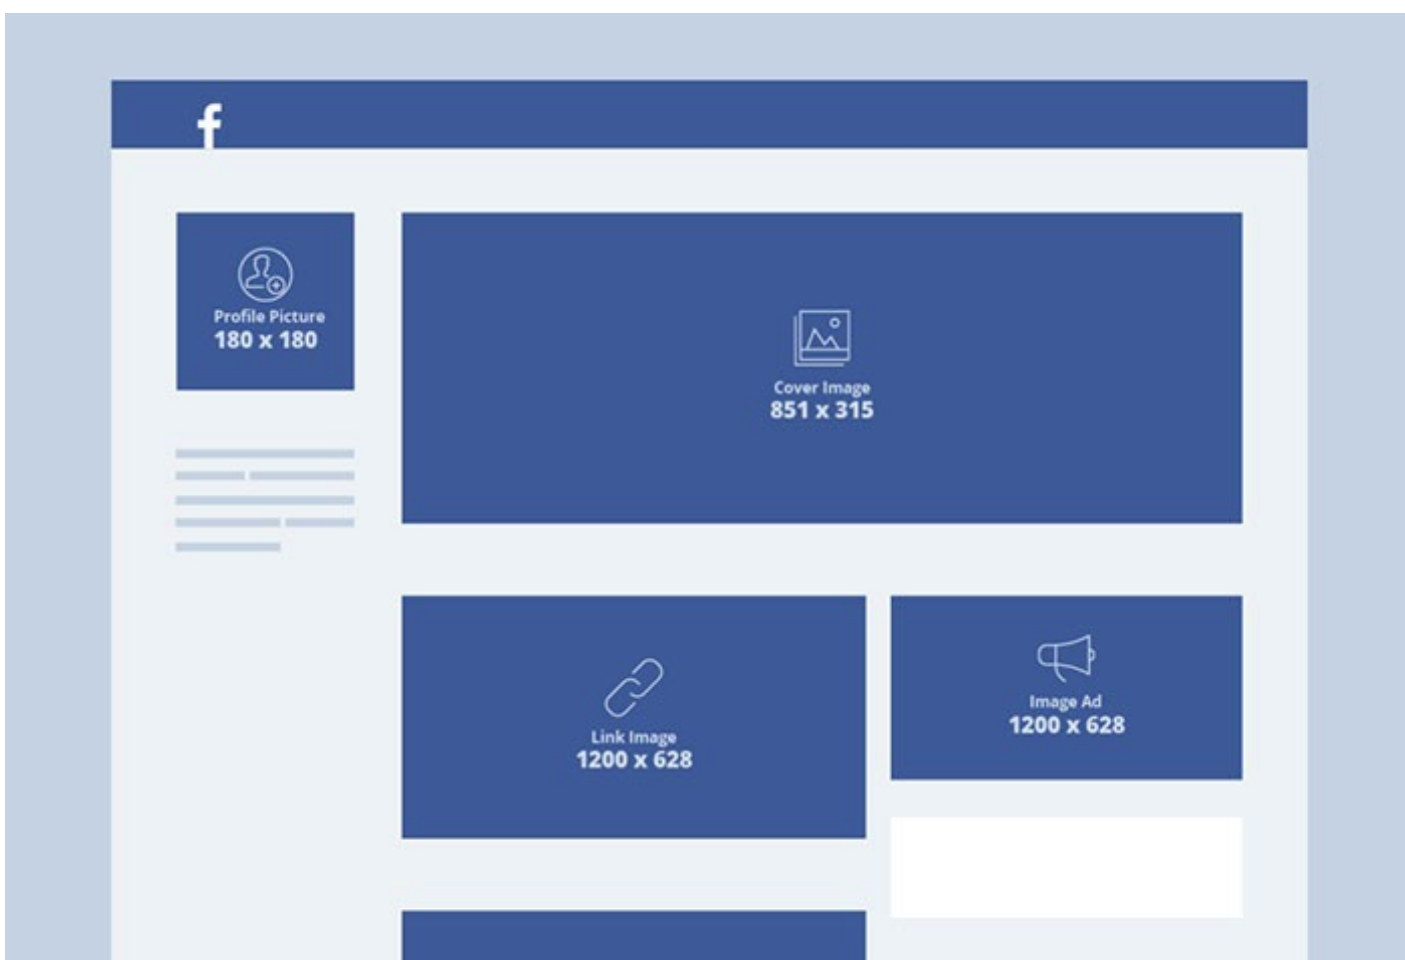 f
Profile Picture
180 x 180
Cover Image
851 x 315
Link Image
1200 x 628
Image Ad
1200 x 628